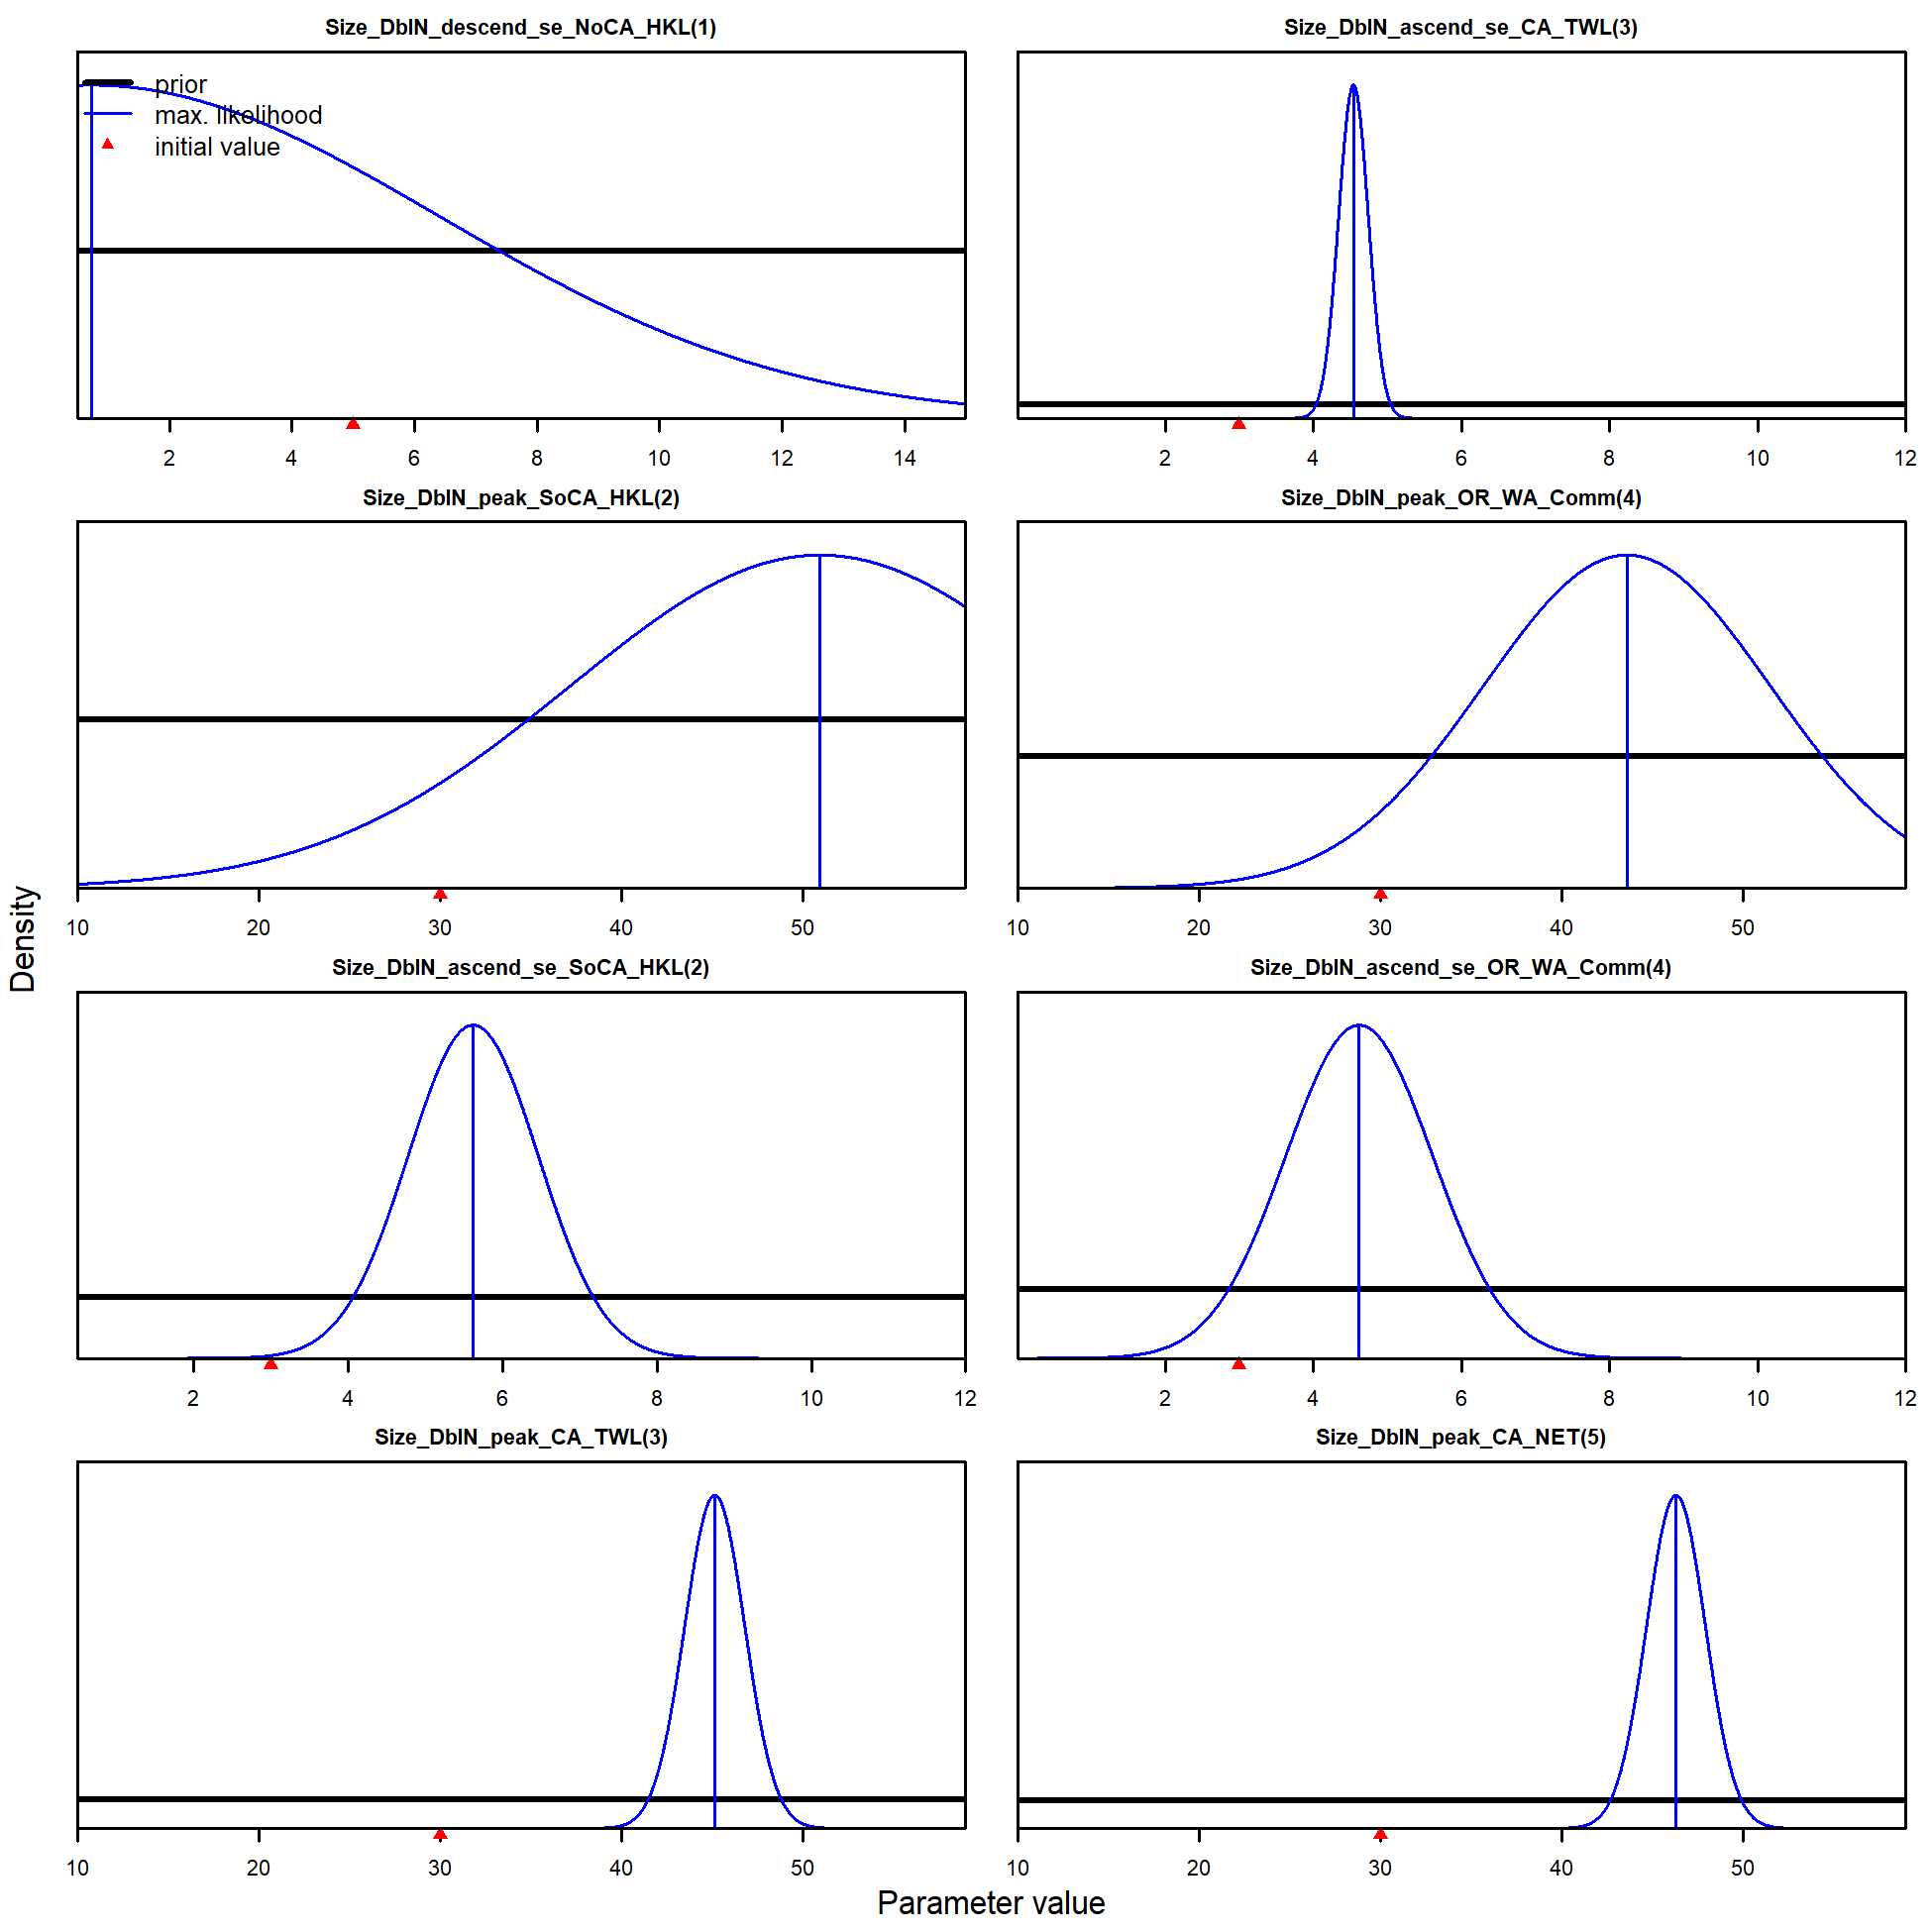 Size_DblN_descend_se_NoCA_HKL(1)
prior
max. likelihood
initial value
2 4 6 8 10 12 14
Size_DblN_ascend_se_CA_TWL(3)
2 4 6 8 10 12
Size_DblN_peak_SoCA_HKL(2)
10 20 30 40 50
Size_DblN_peak_OR_WA_Comm(4)
10 20 30 40 50
Size_DblN_ascend_se_SoCA_HKL(2)
2 4 6 8 10 12
Size_DblN_ascend_se_OR_WA_Comm(4)
2 4 6 8 10 12
Size_DblN_peak_CA_TWL(3)
10 20 30 40 50
Size_DblN_peak_CA_NET(5)
10 20 30 40 50
Density
Parameter value